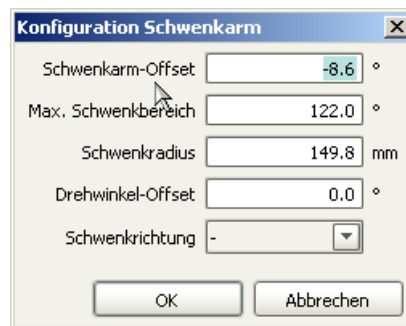 Konfiguration Schwenkarm
Schwenkarm-Offset -8.6 °
Max. Schwenkbereich 122.0 °
Schwenkradius 149.8 mm
Drehwinkel-Offset 0.0 °
Schwenkrichtung -
OK Abbrechen